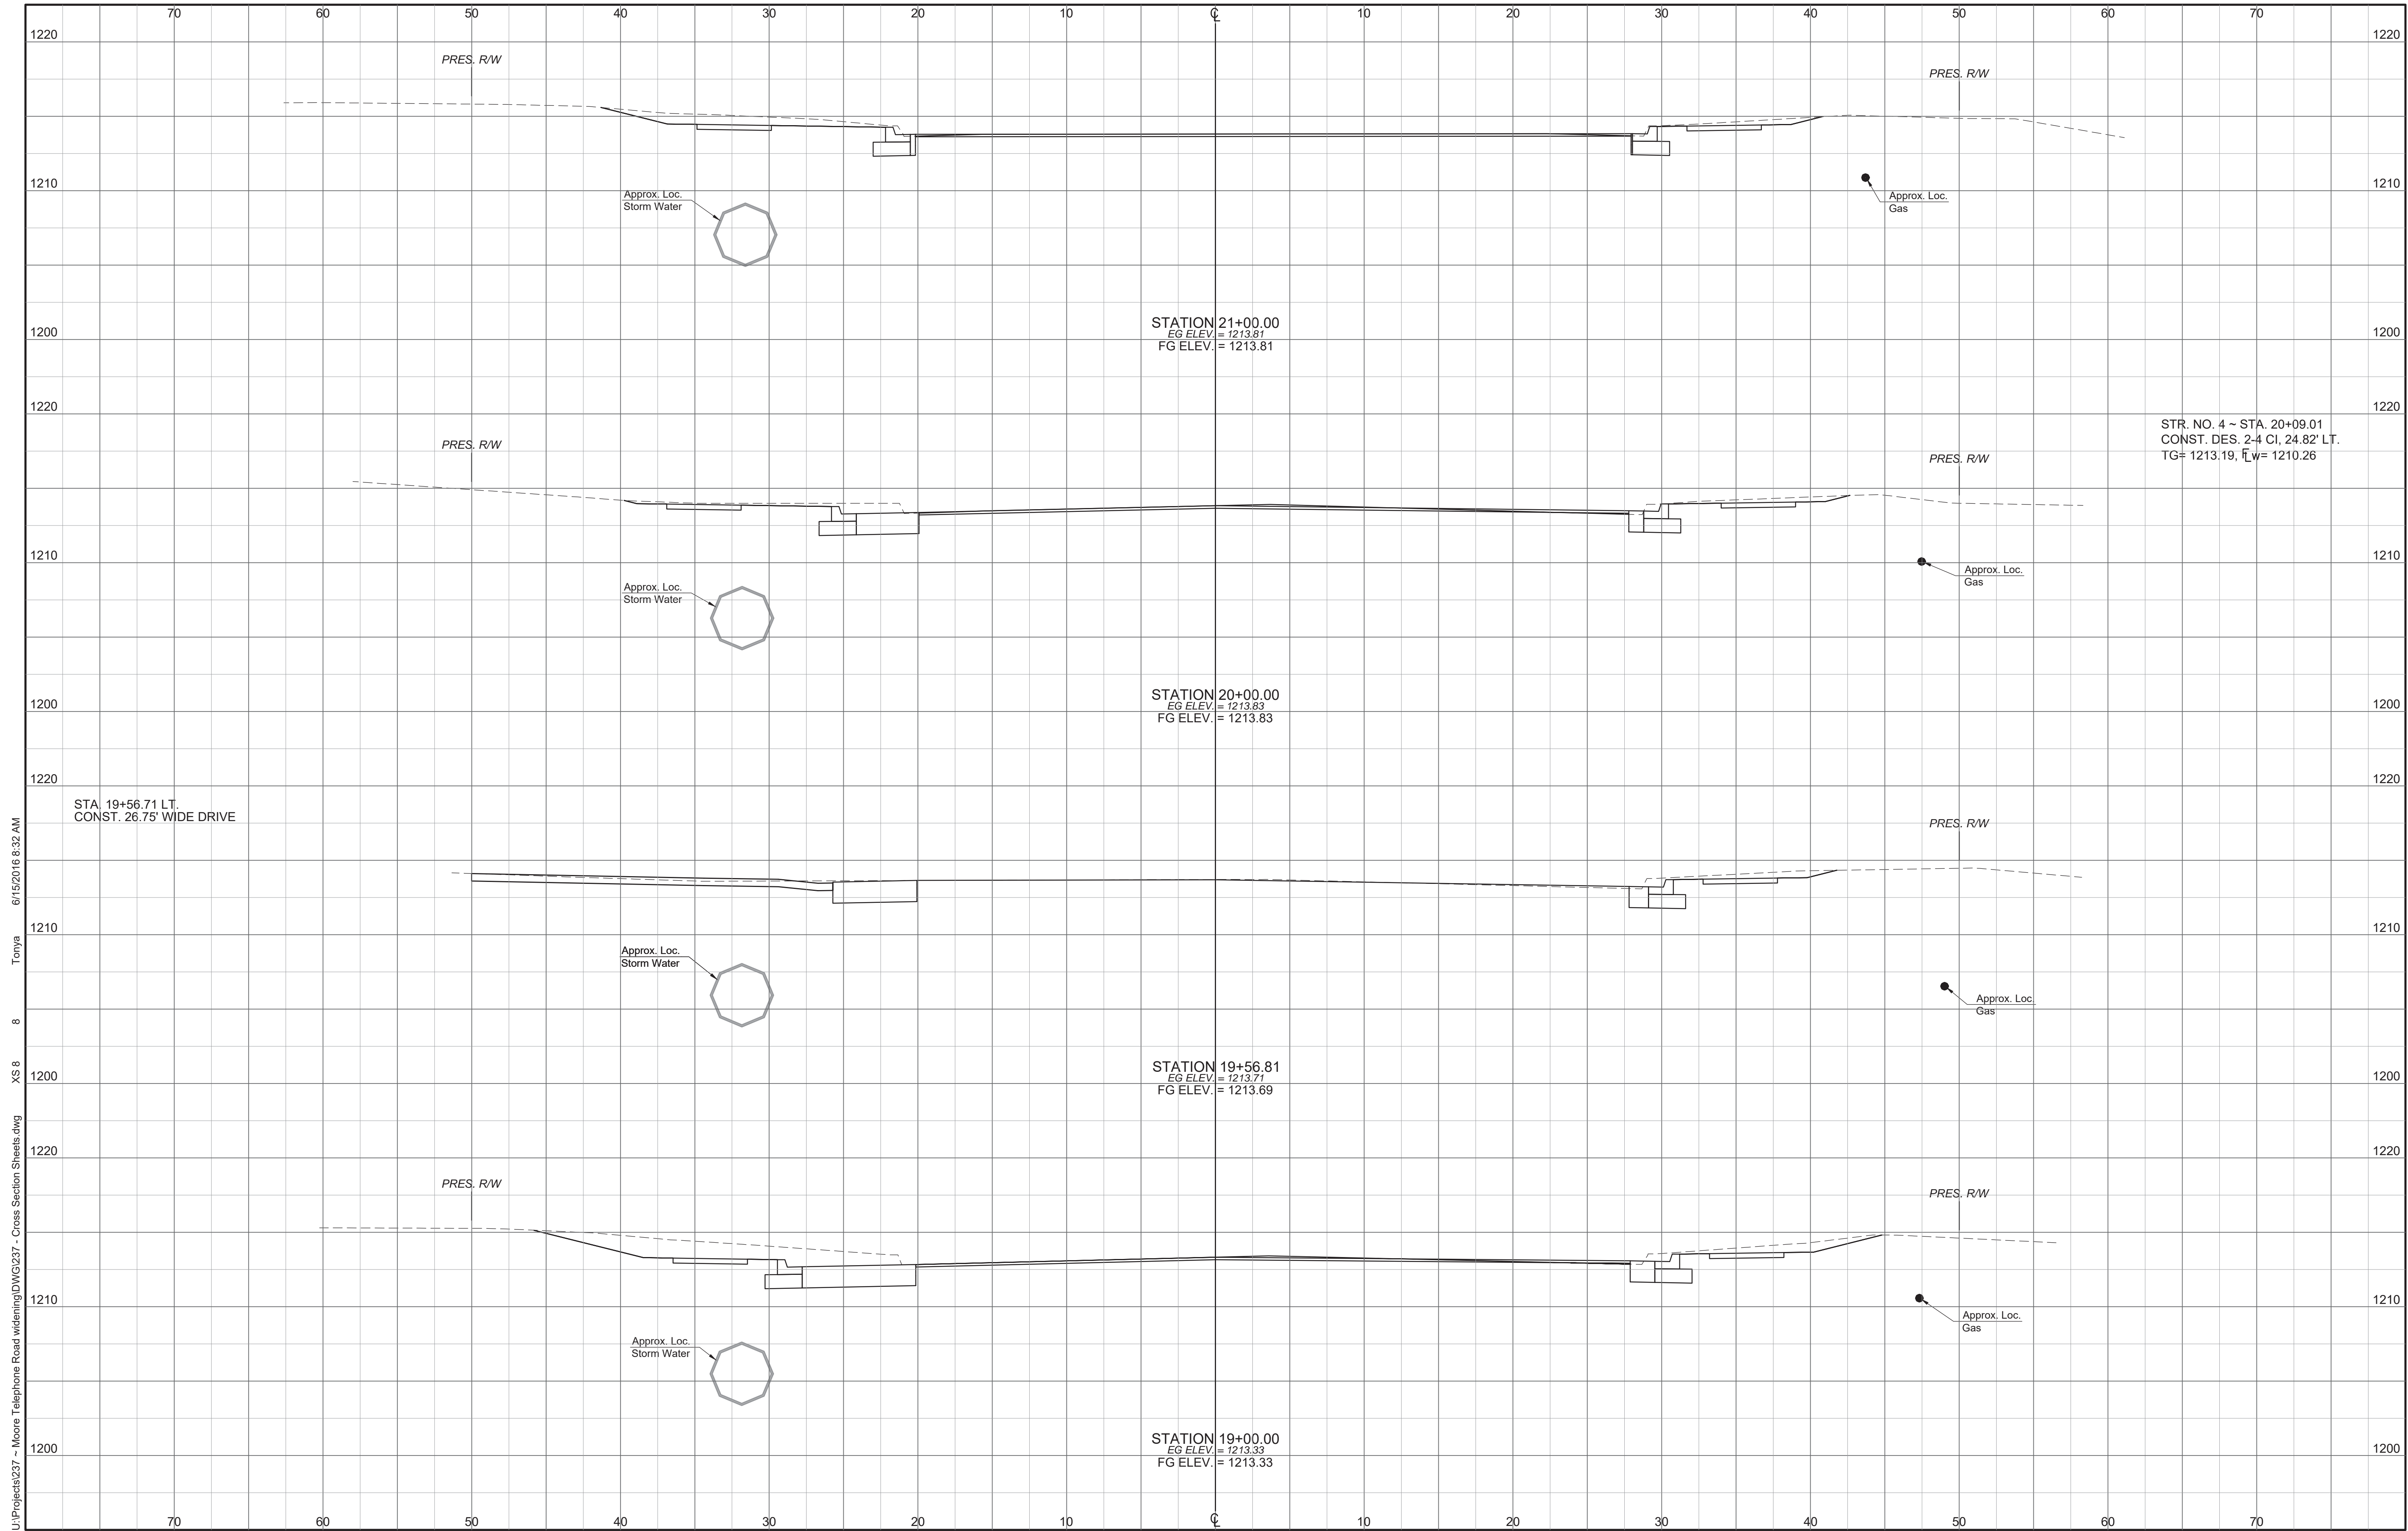 70 60 50 40 30 20 10 ℄ 10 20 30 40 50 60 70
1220 1220
PRES. R/W PRES. R/W
1210 1210
Approx. Loc.
Storm Water
Approx. Loc.
Gas
STATION 21+00.00
EG ELEV. = 1213.81
FG ELEV. = 1213.81
1200 1200
1220 1220
STR. NO. 4 ~ STA. 20+09.01
CONST. DES. 2-4 CI, 24.82' LT.
TG= 1213.19, FLw= 1210.26
PRES. R/W PRES. R/W
1210 1210
Approx. Loc.
Storm Water
Approx. Loc.
Gas
STATION 20+00.00
EG ELEV. = 1213.83
FG ELEV. = 1213.83
1200 1200
1220 1220
STA. 19+56.71 LT.
CONST. 26.75' WIDE DRIVE
PRES. R/W
1210 1210
Approx. Loc.
Storm Water
Approx. Loc.
Gas
STATION 19+56.81
EG ELEV. = 1213.71
FG ELEV. = 1213.69
1200 1200
1220 1220
PRES. R/W PRES. R/W
1210 1210
Approx. Loc.
Gas
Approx. Loc.
Storm Water
STATION 19+00.00
EG ELEV. = 1213.33
FG ELEV. = 1213.33
1200 1200
70 60 50 40 30 20 10 ℄ 10 20 30 40 50 60 70
U:\Projects\237 ~ Moore Telephone Road widening\DWG\237 - Cross Section Sheets.dwg XS 8 8 Tonya 6/15/2016 8:32 AM